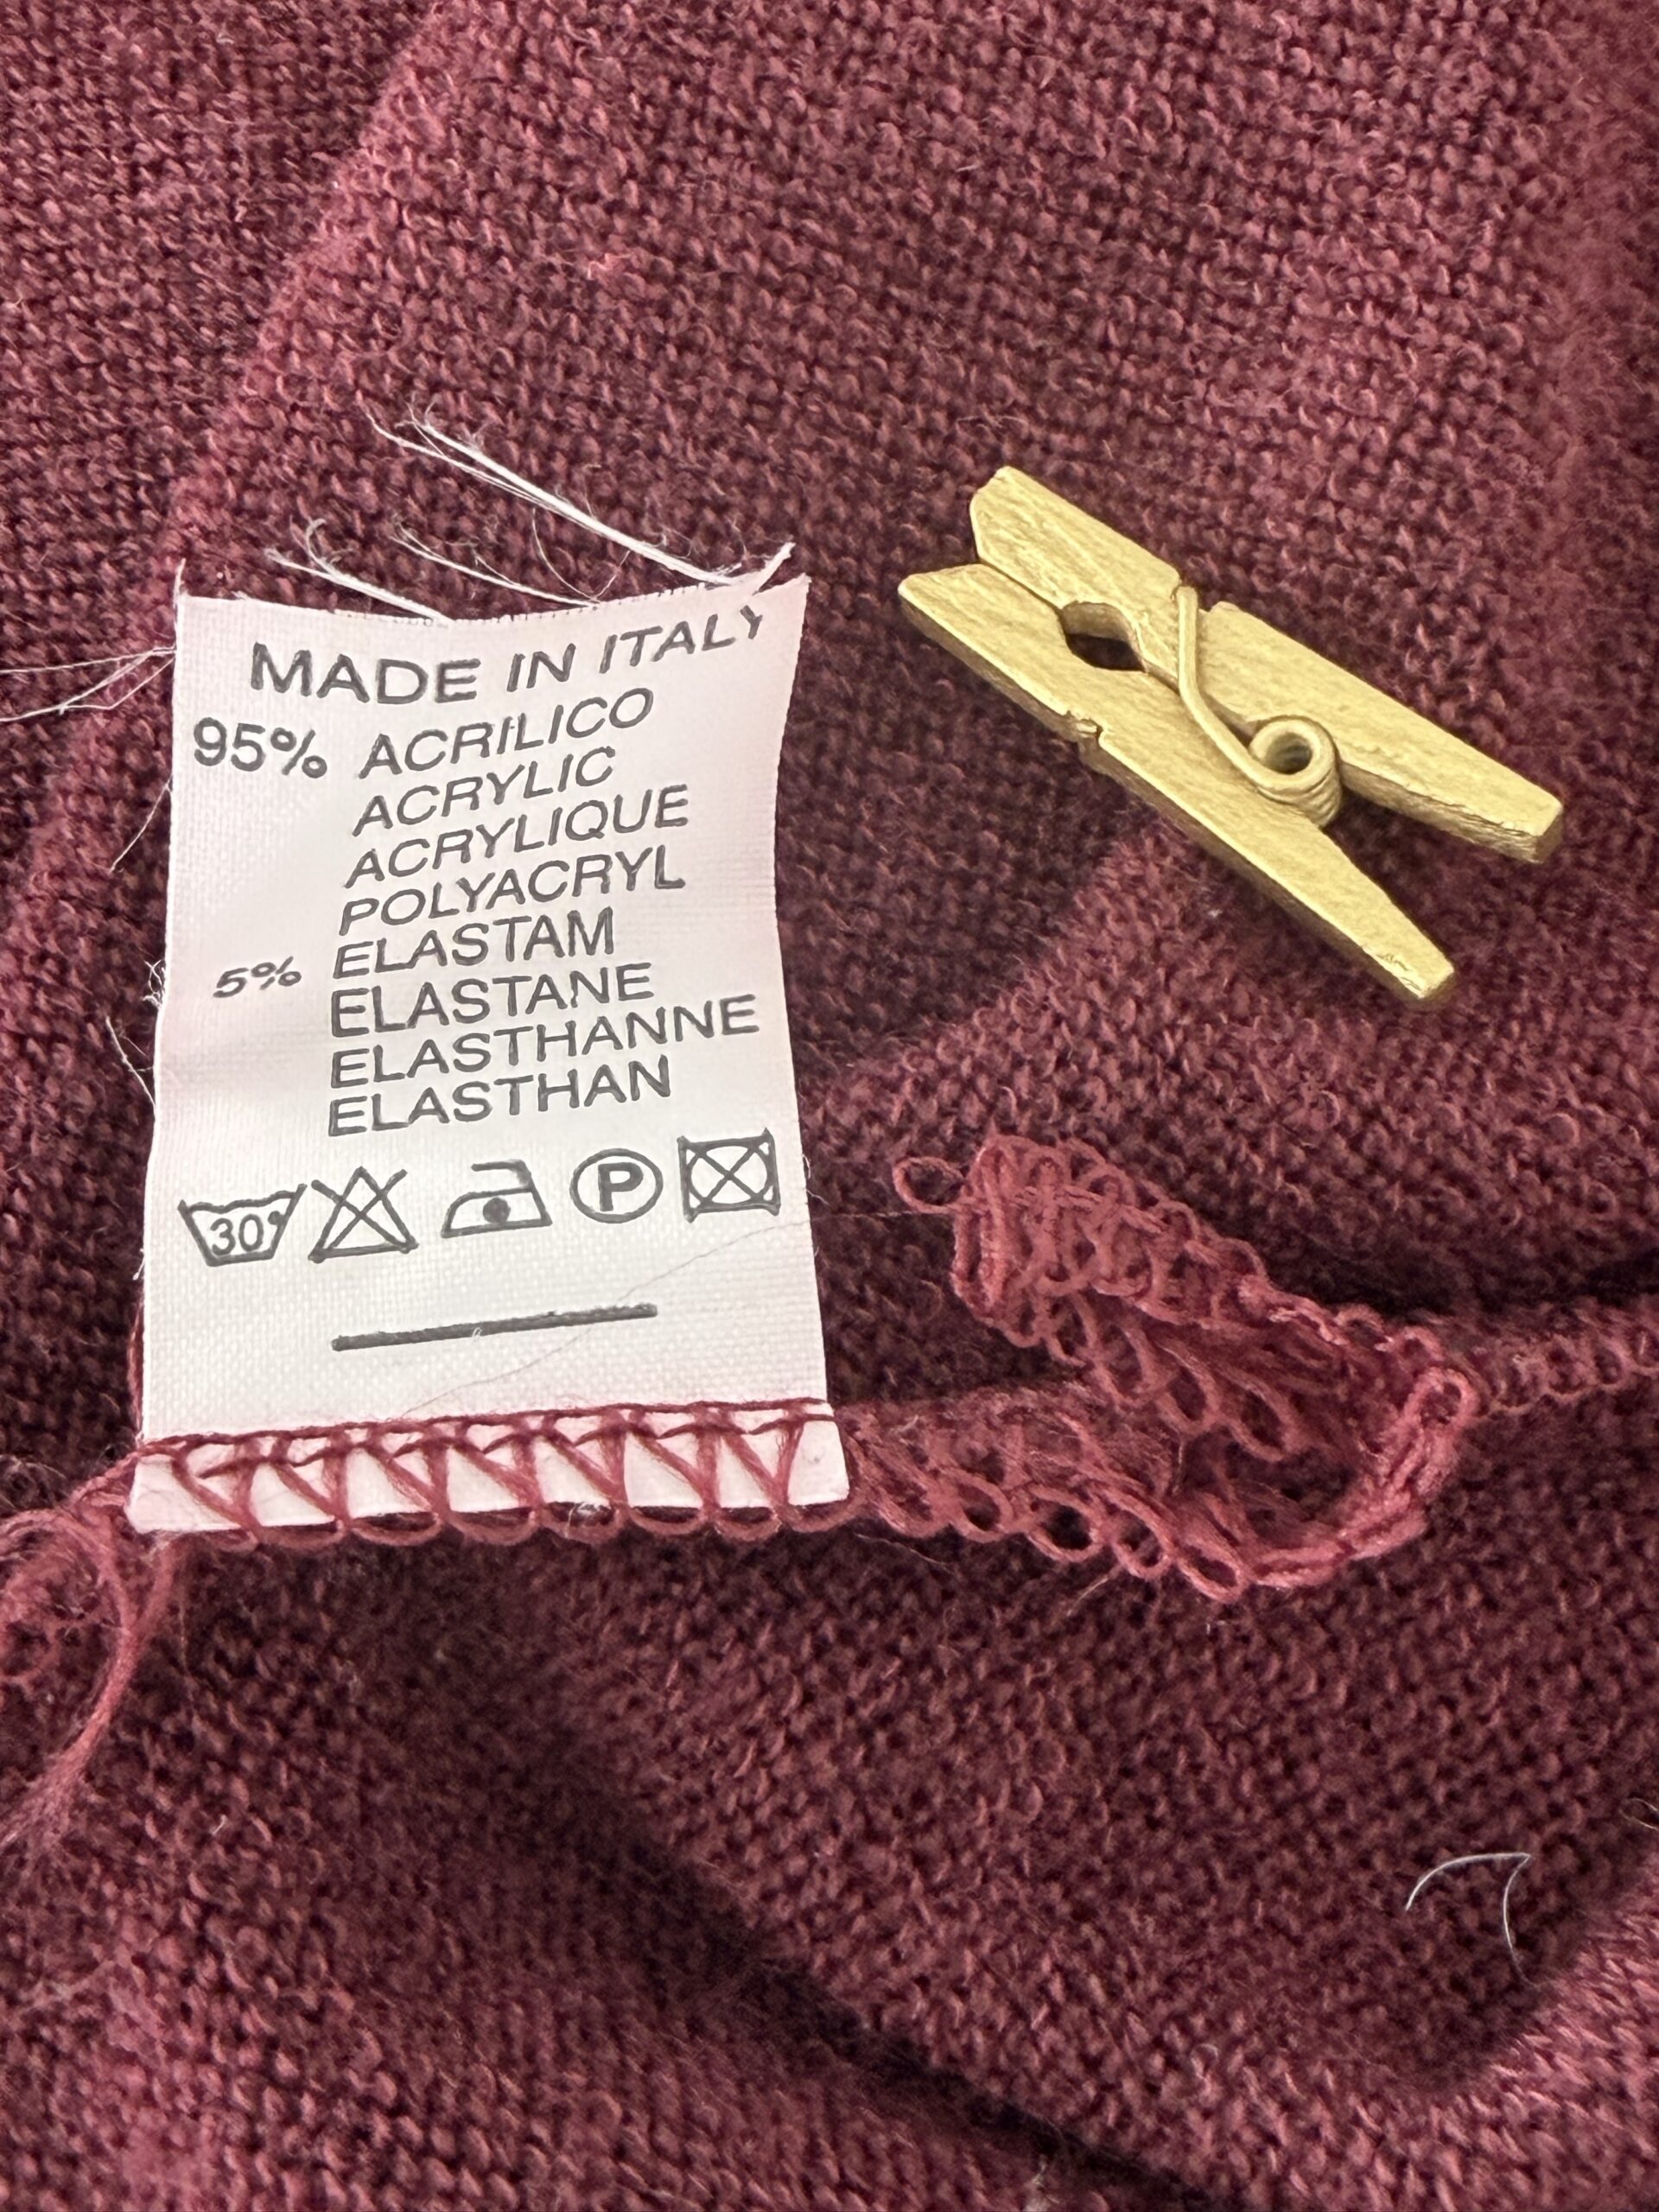 MADE IN ITALY
95% ACRILICO
ACRYLIC
ACRYLIQUE
POLYACRYL
5% ELASTAM
ELASTANE
ELASTHANNE
ELASTHAN
30° P